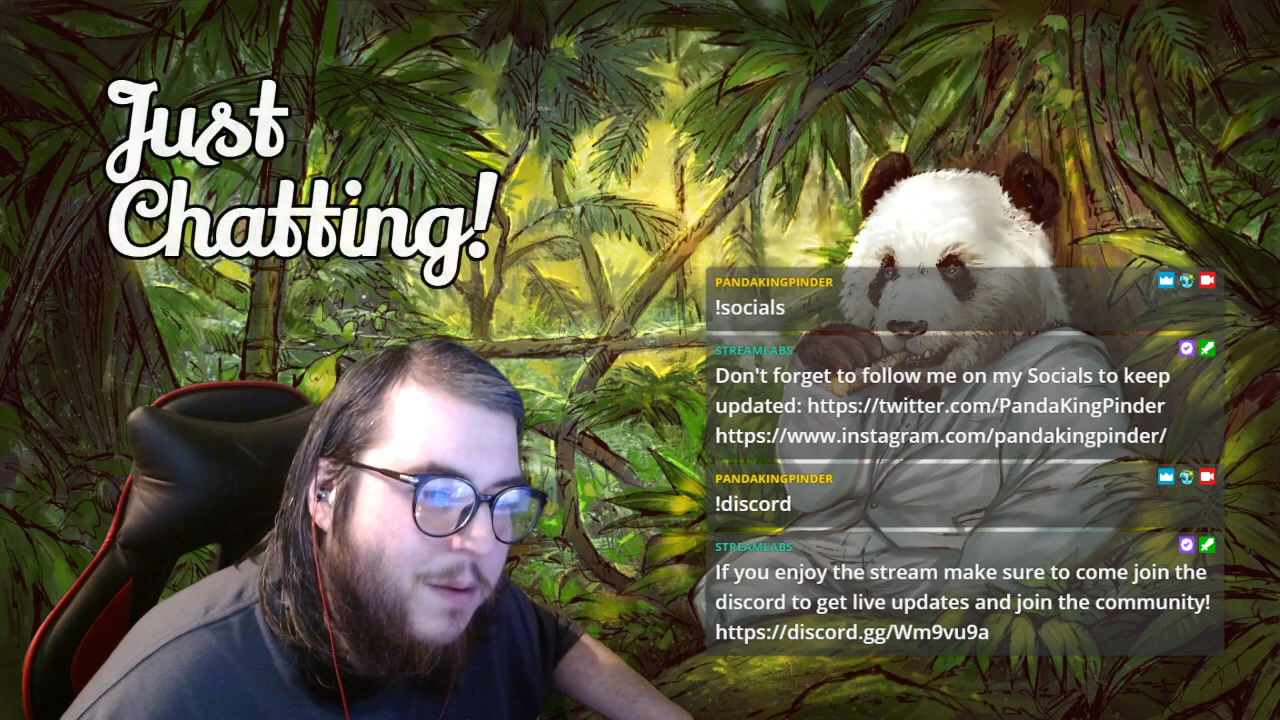 Just
Chatting!
PANDAKINGPINDER
!socials
STREAMLABS
Don't forget to follow me on my Socials to keep
updated: https://twitter.com/PandaKingPinder
https://www.instagram.com/pandakingpinder/
PANDAKINGPINDER
!discord
STREAMLABS
If you enjoy the stream make sure to come join the
discord to get live updates and join the community!
https://discord.gg/Wm9vu9a